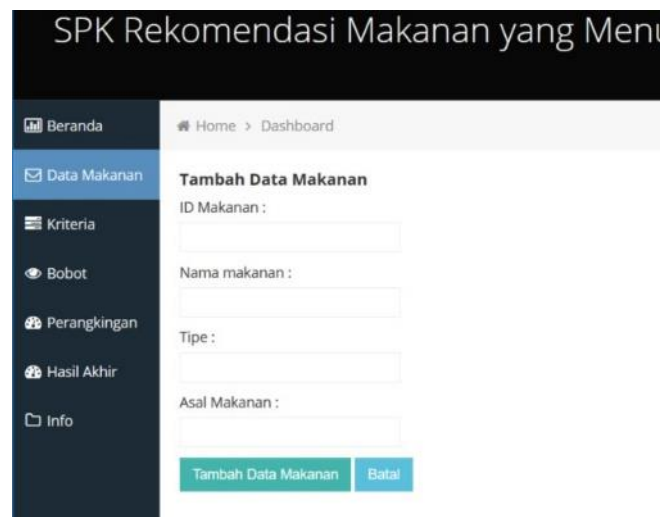 SPK Rekomendasi Makanan yang
Beranda
Home > Dashboard
Data Makanan
Tambah Data Makanan
ID Makanan :
Kriteria
Bobot
Nama makanan :
Perangkingan
Tipe :
Hasil Akhir
Asal Makanan :
Info
Tambah Data Makanan
Batal